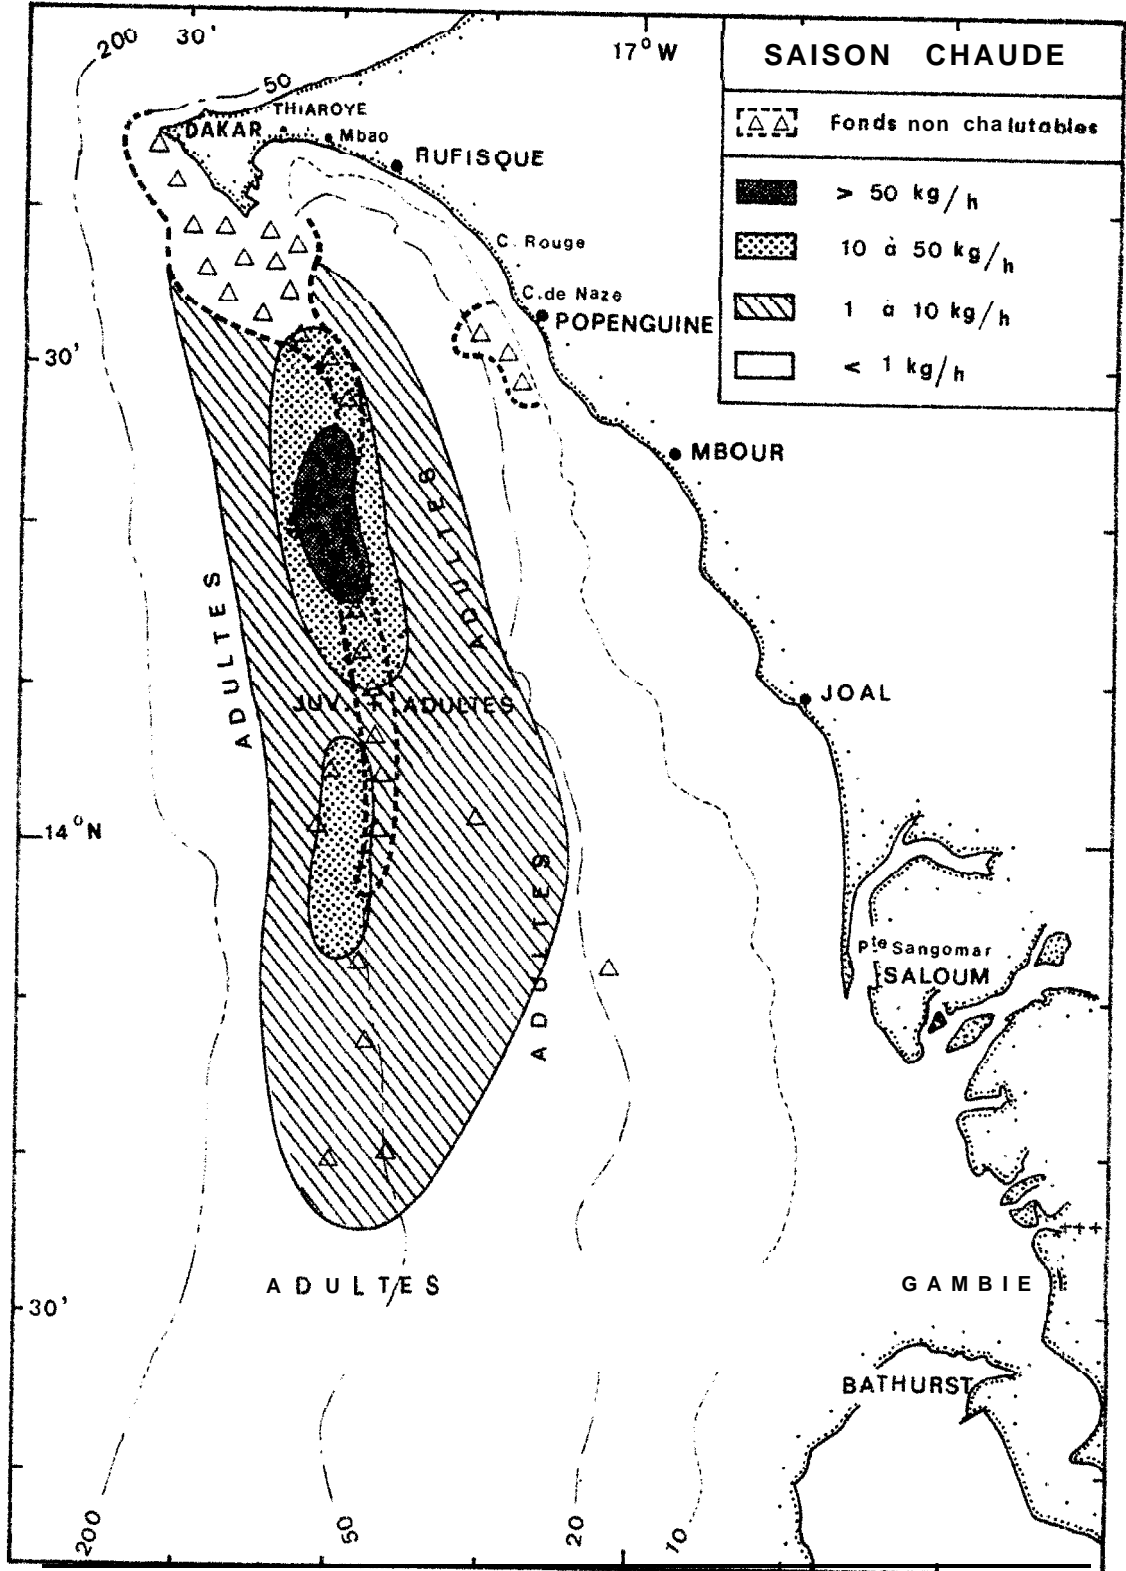 200
30'
17°W
SAISON CHAUDE
50
THIAROYE
DAKAR
Mbao
RUFISQUE
Fonds non chalutables
> 50 kg/h
10 à 50 kg/h
1 à 10 kg/h
< 1 kg/h
C. Rouge
C. de Naze
POPENGUINE
30'
MBOUR
ADULTES
ADULTES
JUV. + ADULTES
JOAL
14°N
ADULTES
Pte Sangomar
SALOUM
ADULTES
GAMBIE
30'
BATHURST
200
50
20
10